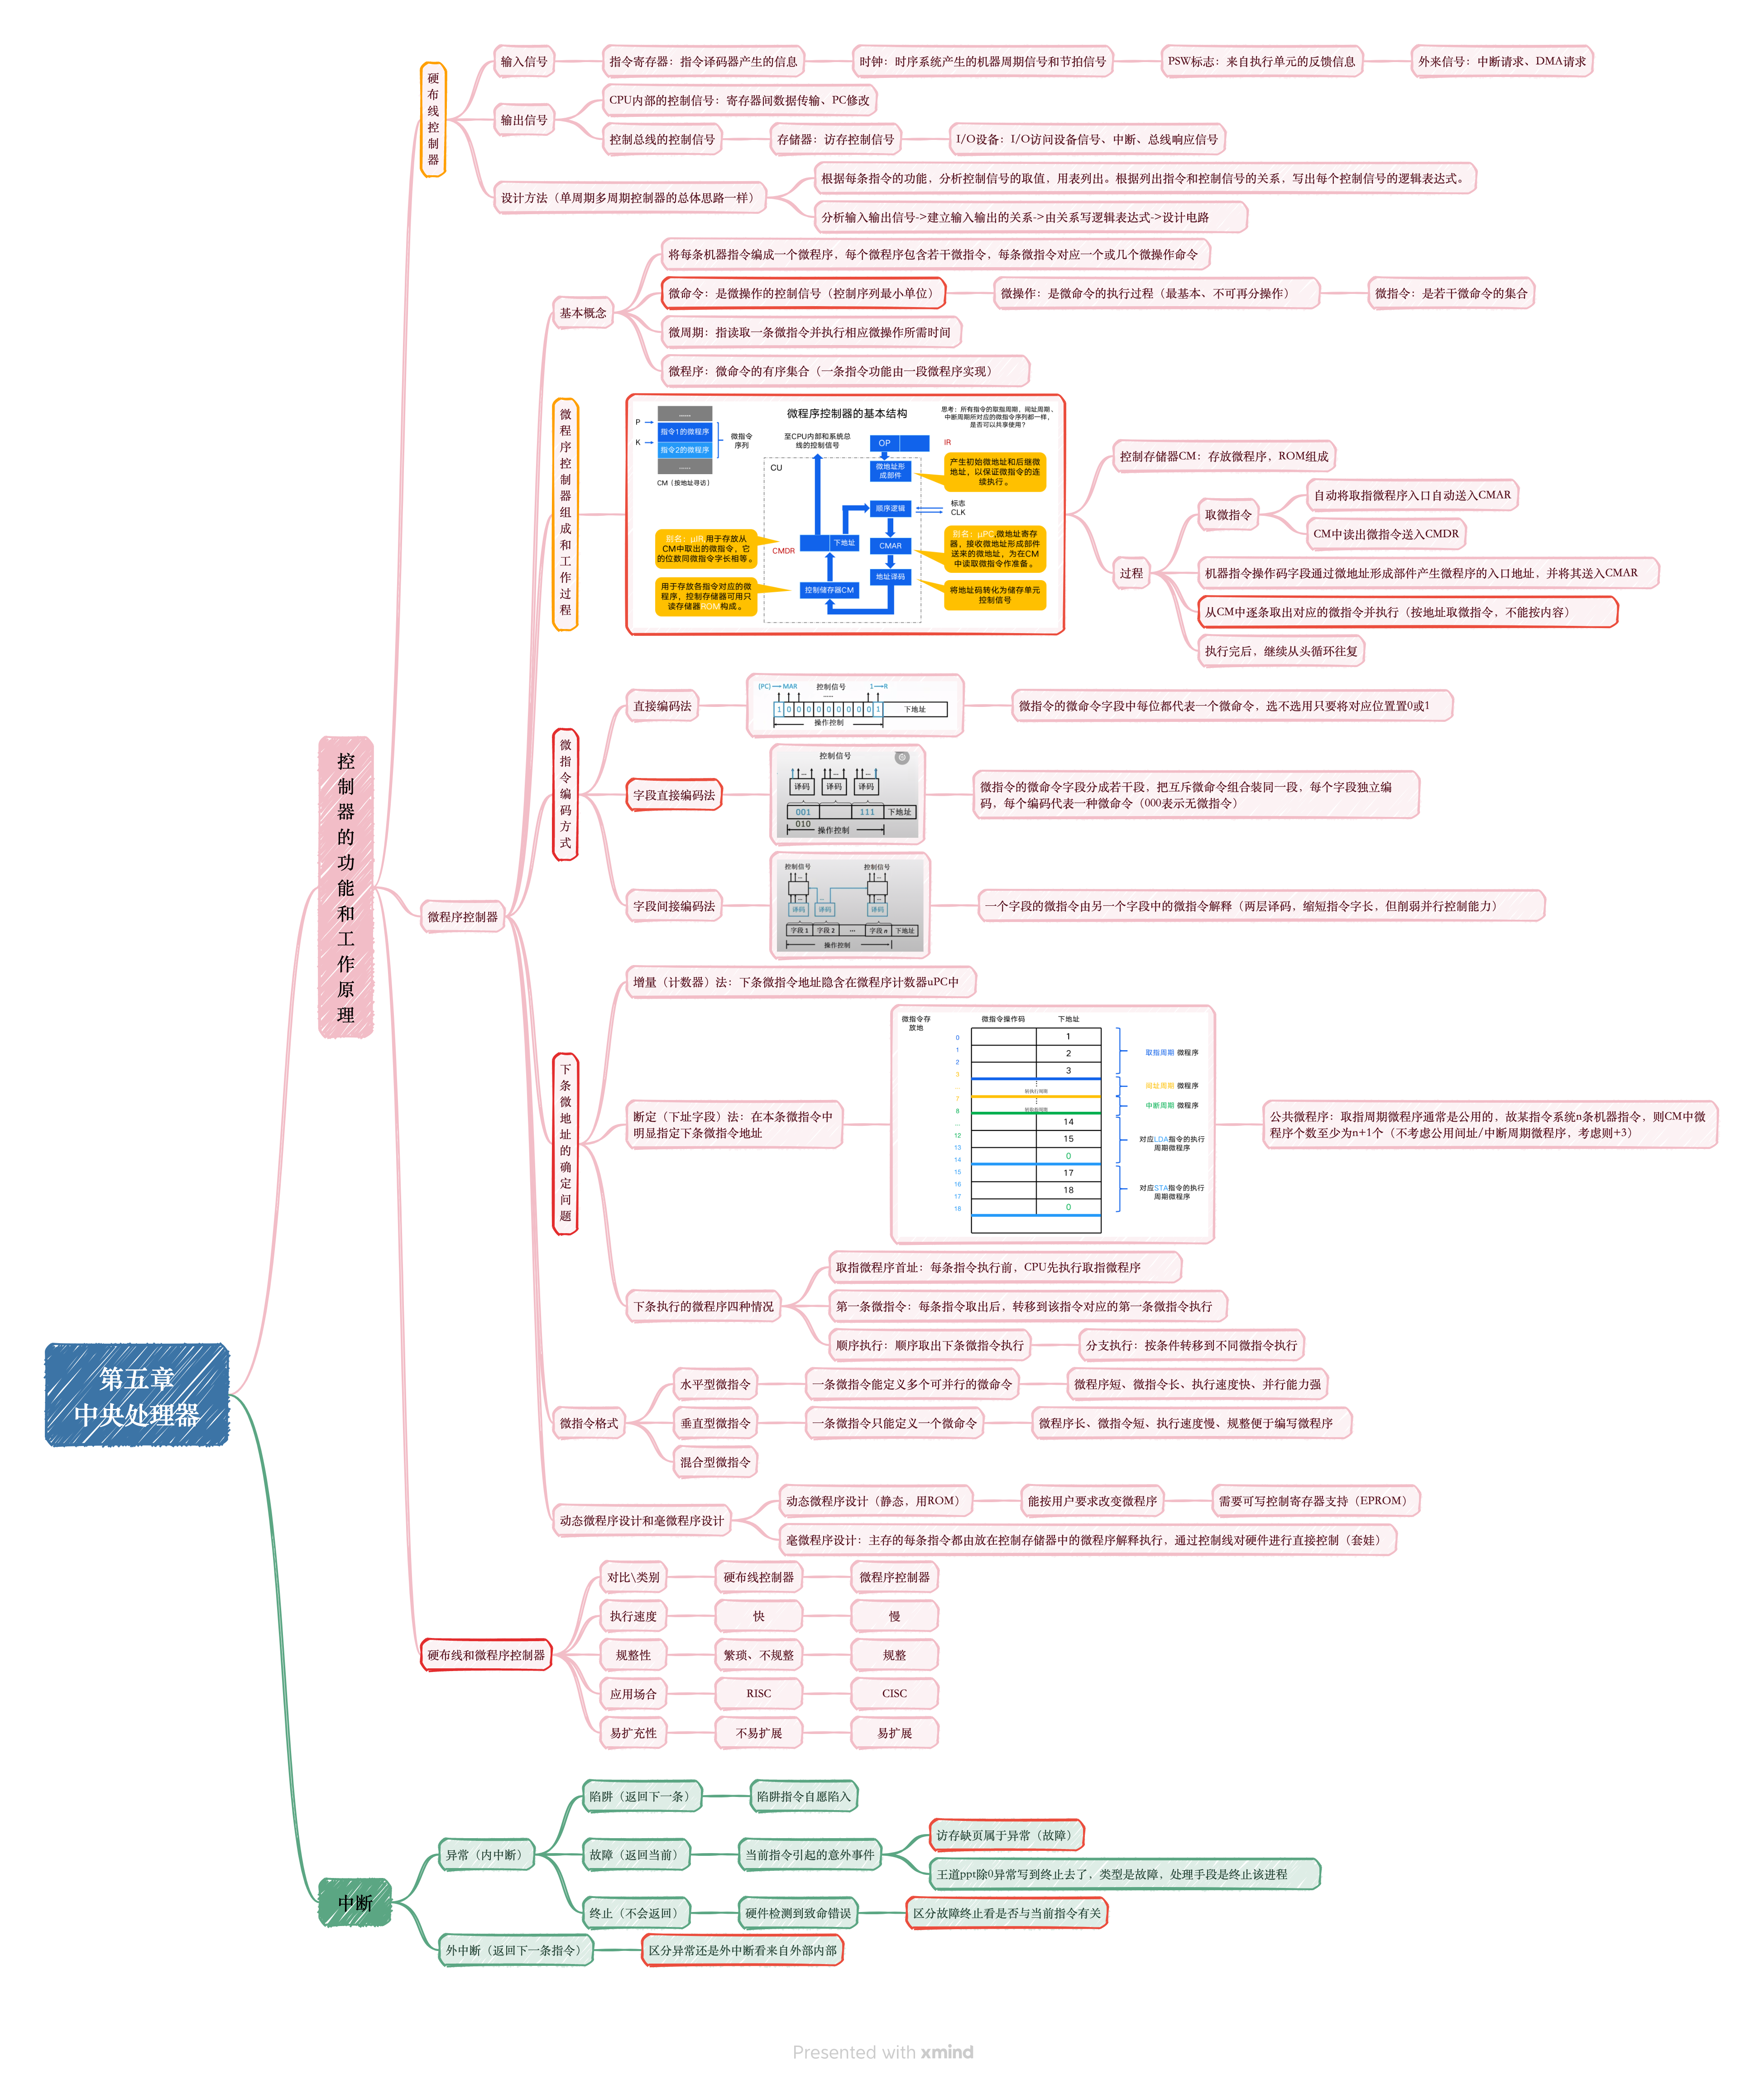 第五章
中央处理器
控制器的功能和工作原理
硬布线控制器
输入信号
指令寄存器：指令译码器产生的信息
时钟：时序系统产生的机器周期信号和节拍信号
PSW标志：来自执行单元的反馈信息
外来信号：中断请求、DMA请求
输出信号
CPU内部的控制信号：寄存器间数据传输、PC修改
控制总线的控制信号
存储器：访存控制信号
I/O设备：I/O访问设备信号、中断、总线响应信号
设计方法（单周期多周期控制器的总体思路一样）
根据每条指令的功能，分析控制信号的取值，用表列出。根据列出指令和控制信号的关系，写出每个控制信号的逻辑表达式。
分析输入输出信号->建立输入输出的关系->由关系写逻辑表达式->设计电路
微程序控制器
基本概念
将每条机器指令编成一个微程序，每个微程序包含若干微指令，每条微指令对应一个或几个微操作命令
微命令：是微操作的控制信号（控制序列最小单位）
微操作：是微命令的执行过程（最基本、不可再分操作）
微指令：是若干微命令的集合
微周期：指读取一条微指令并执行相应微操作所需时间
微程序：微命令的有序集合（一条指令功能由一段微程序实现）
微程序控制器组成和工作过程
微程序控制器的基本结构
思考：所有指令的取指周期、间址周期、
中断周期所对应的微指令序列都一样，
是否可以共享使用？
......
P
指令1的微程序
K
指令2的微程序
......
微指令
序列
CM（按地址寻访）
至CPU内部和系统总
线的控制信号
OP
IR
CU
微地址形
成部件
产生初始微地址和后继微
地址，以保证微指令的连
续执行。
顺序逻辑
标志
CLK
别名：μIR,用于存放从
CM中取出的微指令，它
的位数同微指令字长相等。
CMDR
下地址
CMAR
别名：μPC,微地址寄存
器，接收微地址形成部件
送来的微地址，为在CM
中读取微指令作准备。
地址译码
用于存放各指令对应的微
程序，控制存储器可用只
读存储器ROM构成。
控制储存器CM
将地址码转化为储存单元
控制信号
控制存储器CM：存放微程序，ROM组成
过程
取微指令
自动将取指微程序入口自动送入CMAR
CM中读出微指令送入CMDR
机器指令操作码字段通过微地址形成部件产生微程序的入口地址，并将其送入CMAR
从CM中逐条取出对应的微指令并执行（按地址取微指令，不能按内容）
执行完后，继续从头循环往复
微指令编码方式
直接编码法
(PC)→MAR 控制信号 1→R
......
1 0 0 0 0 0 0 0 0 0 1 下地址
操作控制
微指令的微命令字段中每位都代表一个微命令，选不选用只要将对应位置置0或1
字段直接编码法
控制信号
... ... ...
译码 译码 译码
001 111 下地址
010
操作控制
微指令的微命令字段分成若干段，把互斥微命令组合装同一段，每个字段独立编
码，每个编码代表一种微命令（000表示无微指令）
字段间接编码法
控制信号 控制信号
译码 译码 译码
字段 1 字段 2 ... 字段 n 下地址
操作控制
一个字段的微指令由另一个字段中的微指令解释（两层译码，缩短指令字长，但削弱并行控制能力）
下条微地址的确定问题
增量（计数器）法：下条微指令地址隐含在微程序计数器uPC中
断定（下址字段）法：在本条微指令中
明显指定下条微指令地址
微指令存
放地
微指令操作码
下地址
0
1
1
2
2
3
3
...
转执行周期
7
转取指周期
8
...
12
14
13
15
14
0
15
17
16
18
17
0
18
取指周期 微程序
间址周期 微程序
中断周期 微程序
对应LDA指令的执行
周期微程序
对应STA指令的执行
周期微程序
公共微程序：取指周期微程序通常是公用的，故某指令系统n条机器指令，则CM中微
程序个数至少为n+1个（不考虑公用间址/中断周期微程序，考虑则+3）
下条执行的微程序四种情况
取指微程序首址：每条指令执行前，CPU先执行取指微程序
第一条微指令：每条指令取出后，转移到该指令对应的第一条微指令执行
顺序执行：顺序取出下条微指令执行
分支执行：按条件转移到不同微指令执行
微指令格式
水平型微指令
一条微指令能定义多个可并行的微命令
微程序短、微指令长、执行速度快、并行能力强
垂直型微指令
一条微指令只能定义一个微命令
微程序长、微指令短、执行速度慢、规整便于编写微程序
混合型微指令
动态微程序设计和毫微程序设计
动态微程序设计（静态，用ROM）
能按用户要求改变微程序
需要可写控制寄存器支持（EPROM）
毫微程序设计：主存的每条指令都由放在控制存储器中的微程序解释执行，通过控制线对硬件进行直接控制（套娃）
硬布线和微程序控制器
对比\类别
硬布线控制器
微程序控制器
执行速度
快
慢
规整性
繁琐、不规整
规整
应用场合
RISC
CISC
易扩充性
不易扩展
易扩展
中断
异常（内中断）
陷阱（返回下一条）
陷阱指令自愿陷入
故障（返回当前）
当前指令引起的意外事件
访存缺页属于异常（故障）
王道ppt除0异常写到终止去了，类型是故障，处理手段是终止该进程
终止（不会返回）
硬件检测到致命错误
区分故障终止看是否与当前指令有关
外中断（返回下一条指令）
区分异常还是外中断看来自外部内部
Presented with xmind